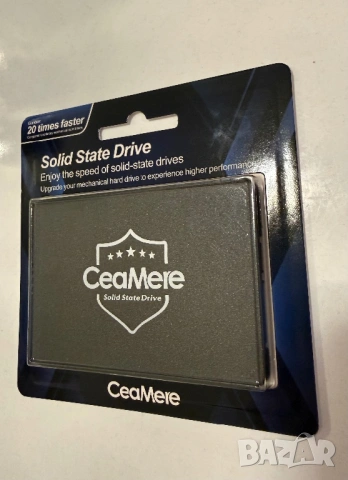 20 times faster
Solid State Drive
Enjoy the speed of solid-state drives
Upgrade your mechanical hard drive to experience higher performance
CeaMere
Solid State Drive
CeaMere
BAZAR.bg